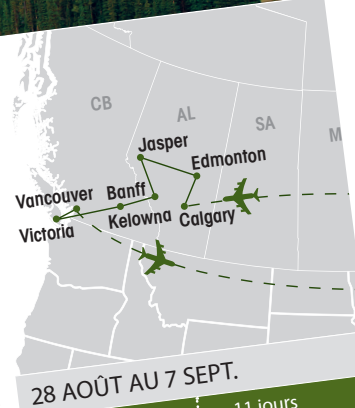 CB
AL
SA
M
Jasper
Edmonton
Vancouver
Banff
Victoria
Kelowna
Calgary
28 AOÛT AU 7 SEPT.
11 jours